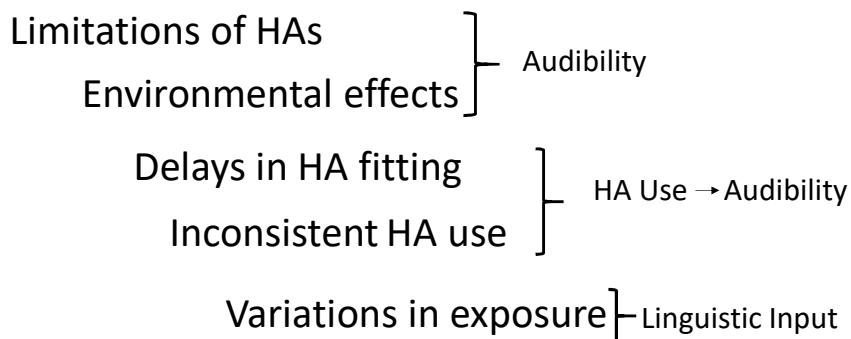 Limitations of HAs
Environmental effects
Audibility
Delays in HA fitting
Inconsistent HA use
HA Use → Audibility
Variations in exposure
Linguistic Input